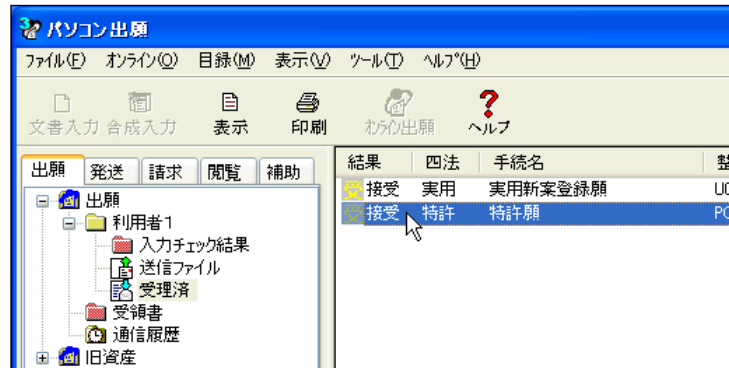 パソコン出願
ファイル(F) オンライン(O) 目録(M) 表示(V) ツール(T) ヘルプ(H)
文書入力 合成入力 表示 印刷 オンライン出願 ヘルプ
出願 発送 請求 閲覧 補助
結果 四法 手続名 整
受 接受 実用 実用新案登録願
受 接受 特許 特許願
出願
利用者1
入力チェック結果
送信ファイル
受理済
受領書
通信履歴
旧資産